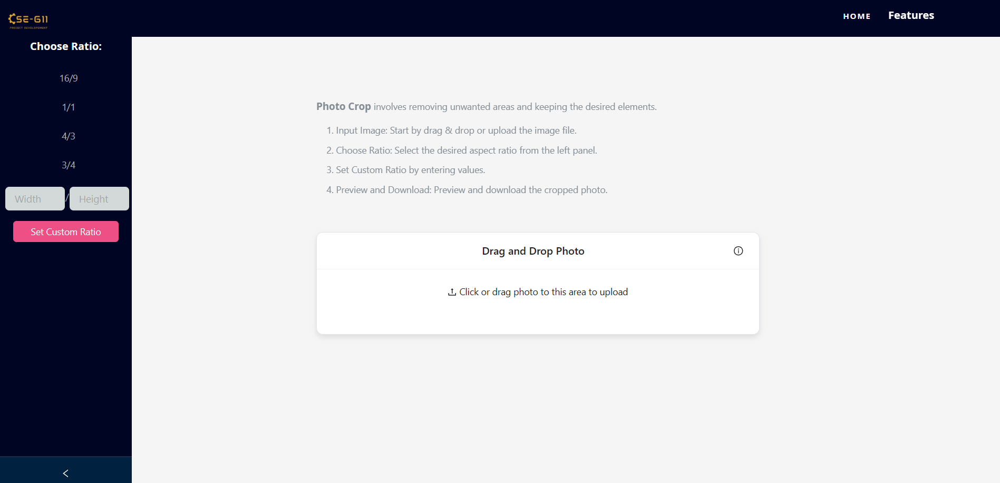 CSE-G11
PROJECT DEVELOPEMENT
HOME
Features
Choose Ratio:
16/9
1/1
4/3
3/4
Width / Height
Set Custom Ratio
Photo Crop involves removing unwanted areas and keeping the desired elements.
1. Input Image: Start by drag & drop or upload the image file.
2. Choose Ratio: Select the desired aspect ratio from the left panel.
3. Set Custom Ratio by entering values.
4. Preview and Download: Preview and download the cropped photo.
Drag and Drop Photo
Click or drag photo to this area to upload